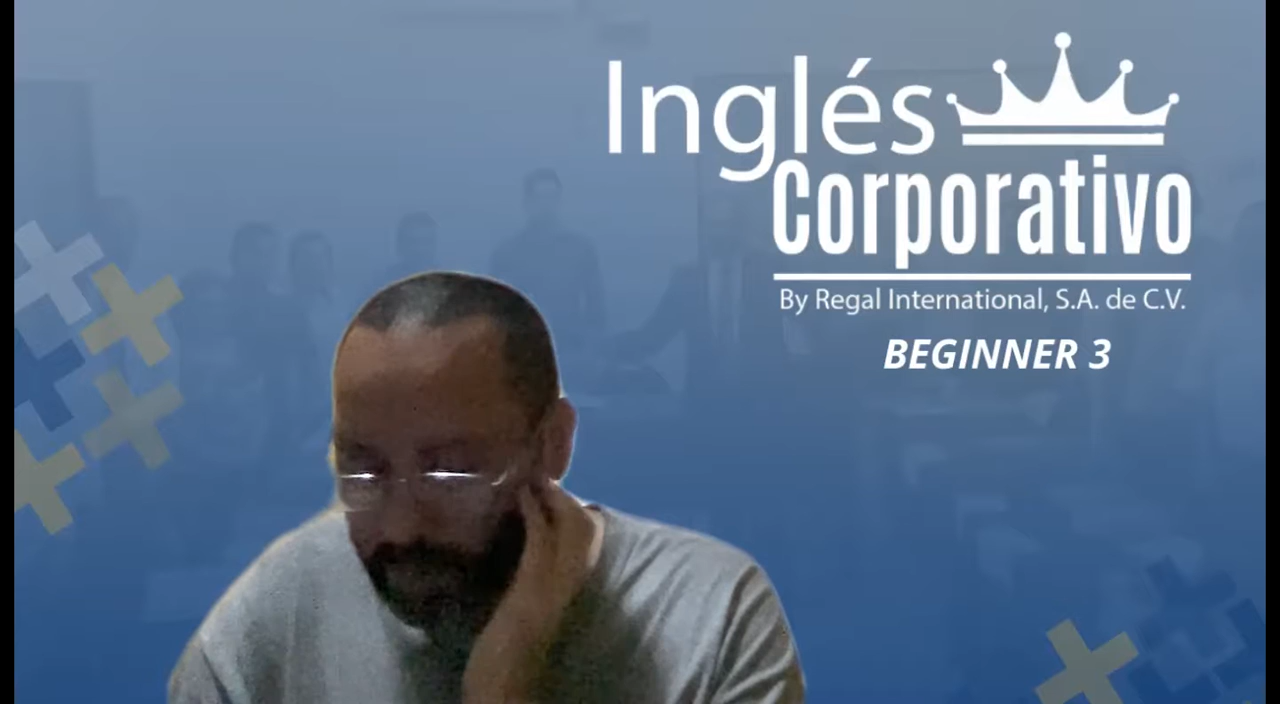 Inglés
Corporativo
By Regal International, S.A. de C.V.
BEGINNER 3